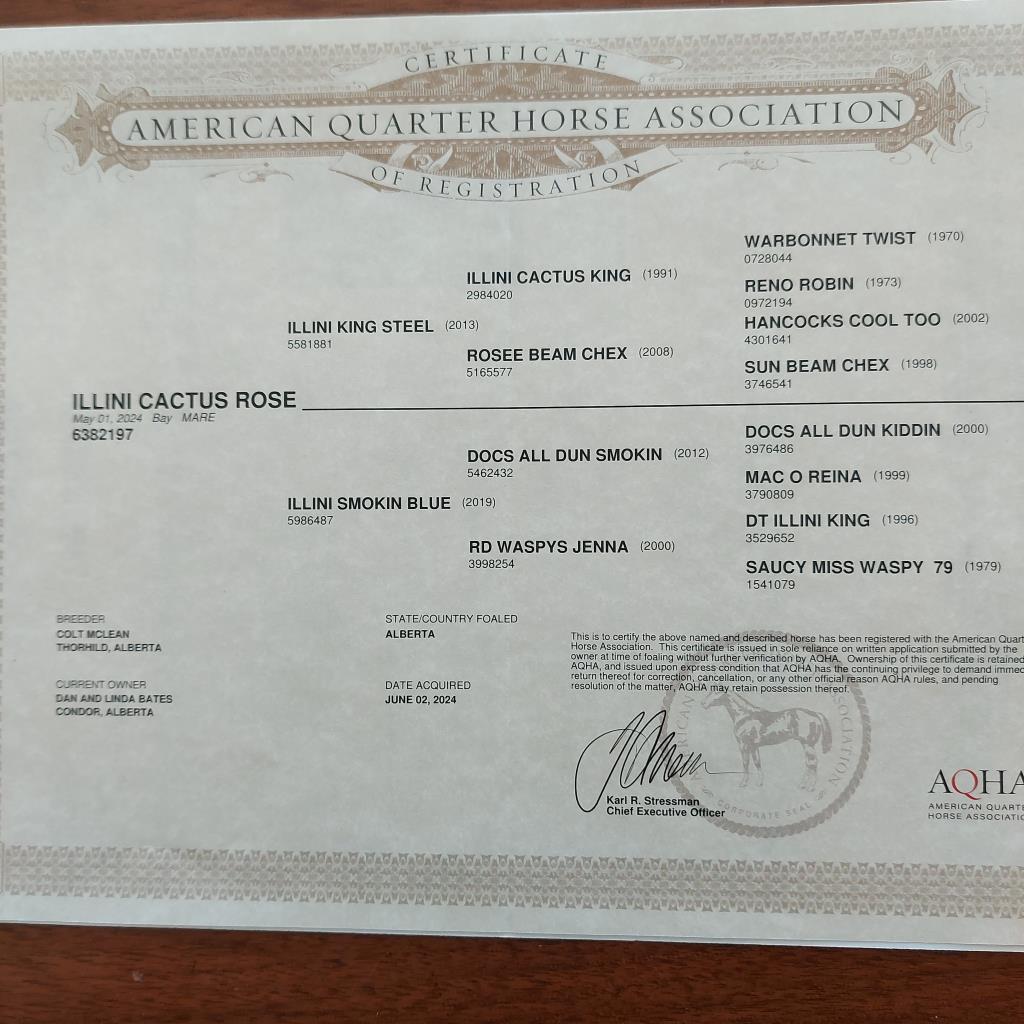 CERTIFICATE
AMERICAN QUARTER HORSE ASSOCIATION
OF REGISTRATION
WARBONNET TWIST (1970)
0728044
ILLINI CACTUS KING (1991)
2984020
RENO ROBIN (1973)
0972194
ILLINI KING STEEL (2013)
5581881
HANCOCKS COOL TOO (2002)
4301641
ROSEE BEAM CHEX (2008)
5165577
SUN BEAM CHEX (1998)
3746541
ILLINI CACTUS ROSE
May 01, 2024 Bay MARE
6382197
DOCS ALL DUN KIDDIN (2000)
3976486
DOCS ALL DUN SMOKIN (2012)
5462432
MAC O REINA (1999)
3790809
ILLINI SMOKIN BLUE (2019)
5986487
DT ILLINI KING (1996)
3529652
RD WASPYS JENNA (2000)
3998254
SAUCY MISS WASPY 79 (1979)
1541079
BREEDER
COLT MCLEAN
THORHILD, ALBERTA
STATE/COUNTRY FOALED
ALBERTA
CURRENT OWNER
DAN AND LINDA BATES
CONDOR, ALBERTA
DATE ACQUIRED
JUNE 02, 2024
This is to certify the above named and described horse has been registered with the American Quart
Horse Association. This certificate is issued in sole reliance on written application submitted by the
owner at time of foaling without further verification by AQHA. Ownership of this certificate is retained
AQHA, and issued upon express condition that AQHA has the continuing privilege to demand immed
return thereof for correction, cancellation, or any other official reason AQHA rules, and pending
resolution of the matter, AQHA may retain possession thereof.
Karl R. Stressman
Chief Executive Officer
CORPORATE SEAL
AQHA
AMERICAN QUARTE
HORSE ASSOCIATIO